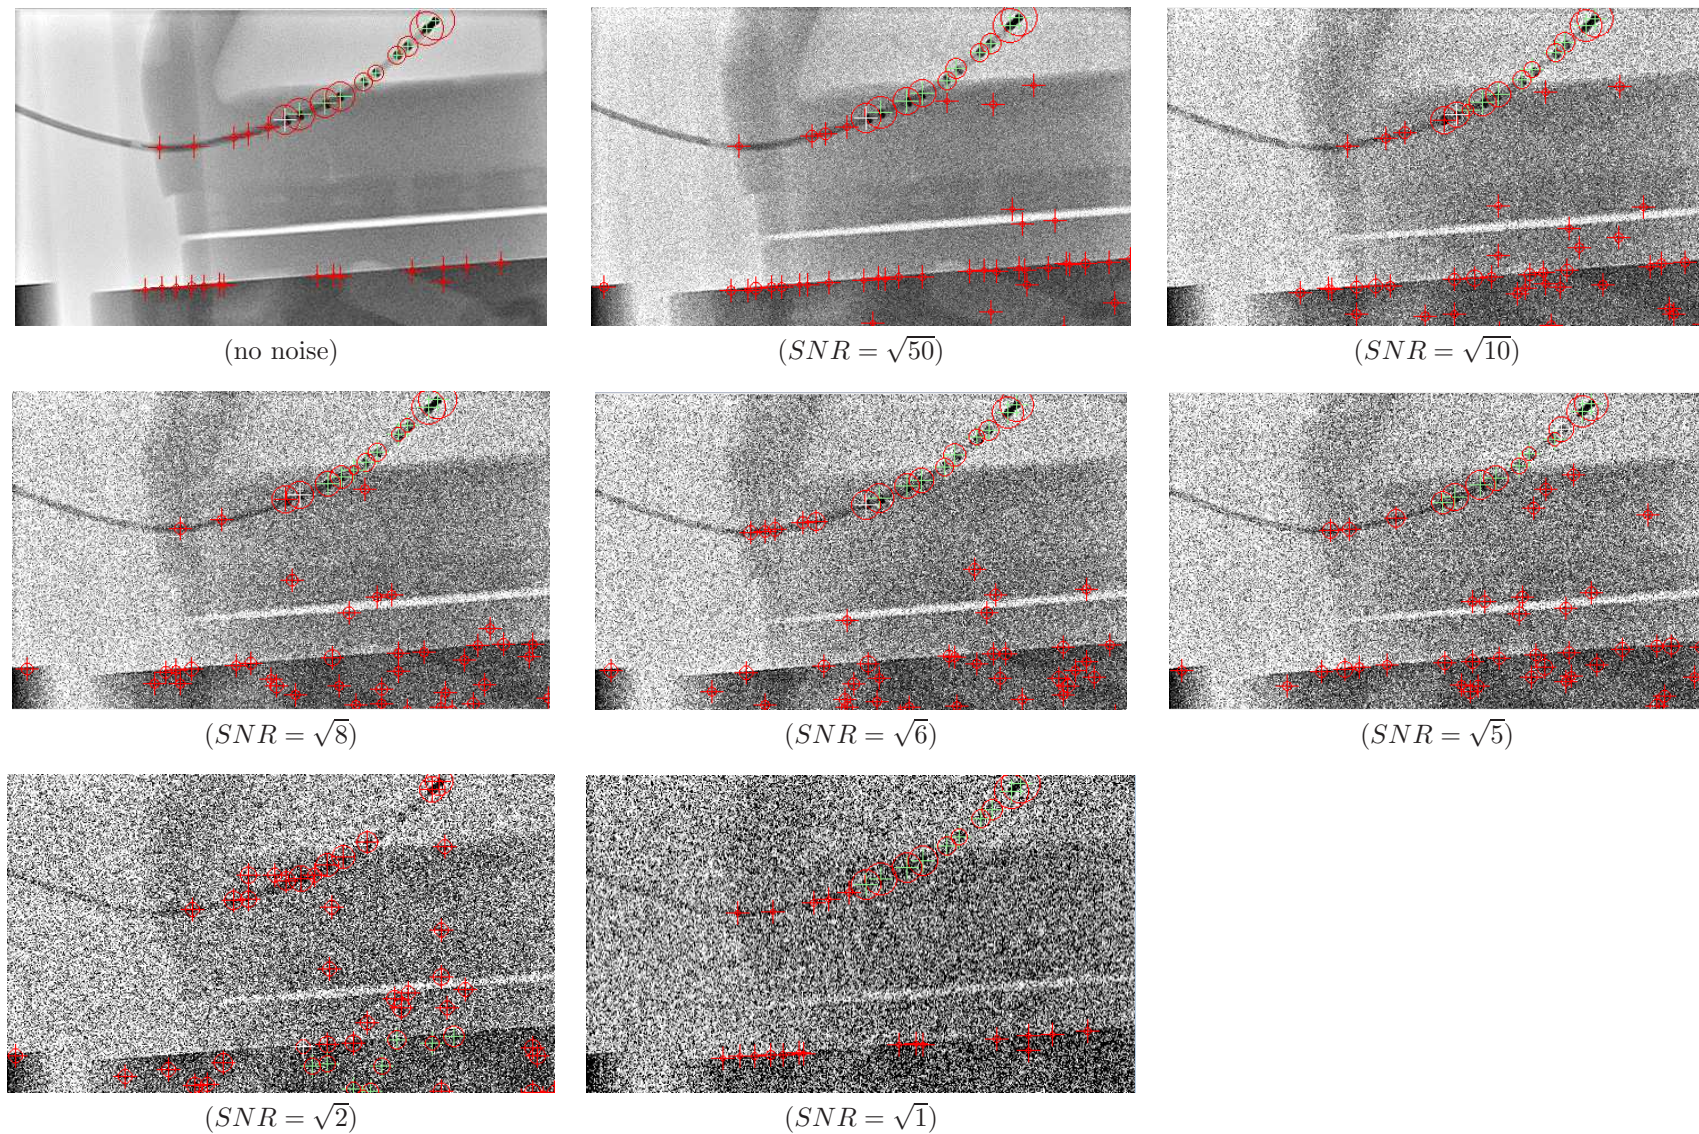 (no noise)
(SNR = √50)
(SNR = √10)
(SNR = √8)
(SNR = √6)
(SNR = √5)
(SNR = √2)
(SNR = √1)